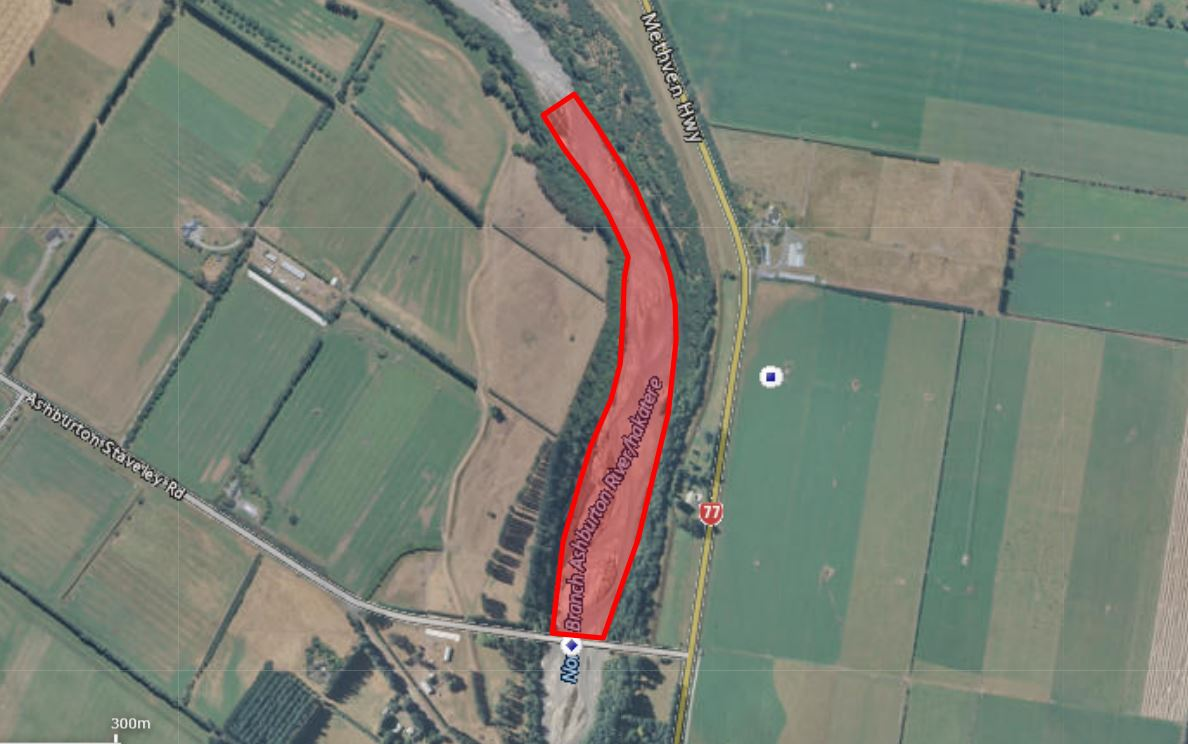 Methven Hwy
Ashburton Staveley Rd
North Branch Ashburton River/hakatere
77
300m